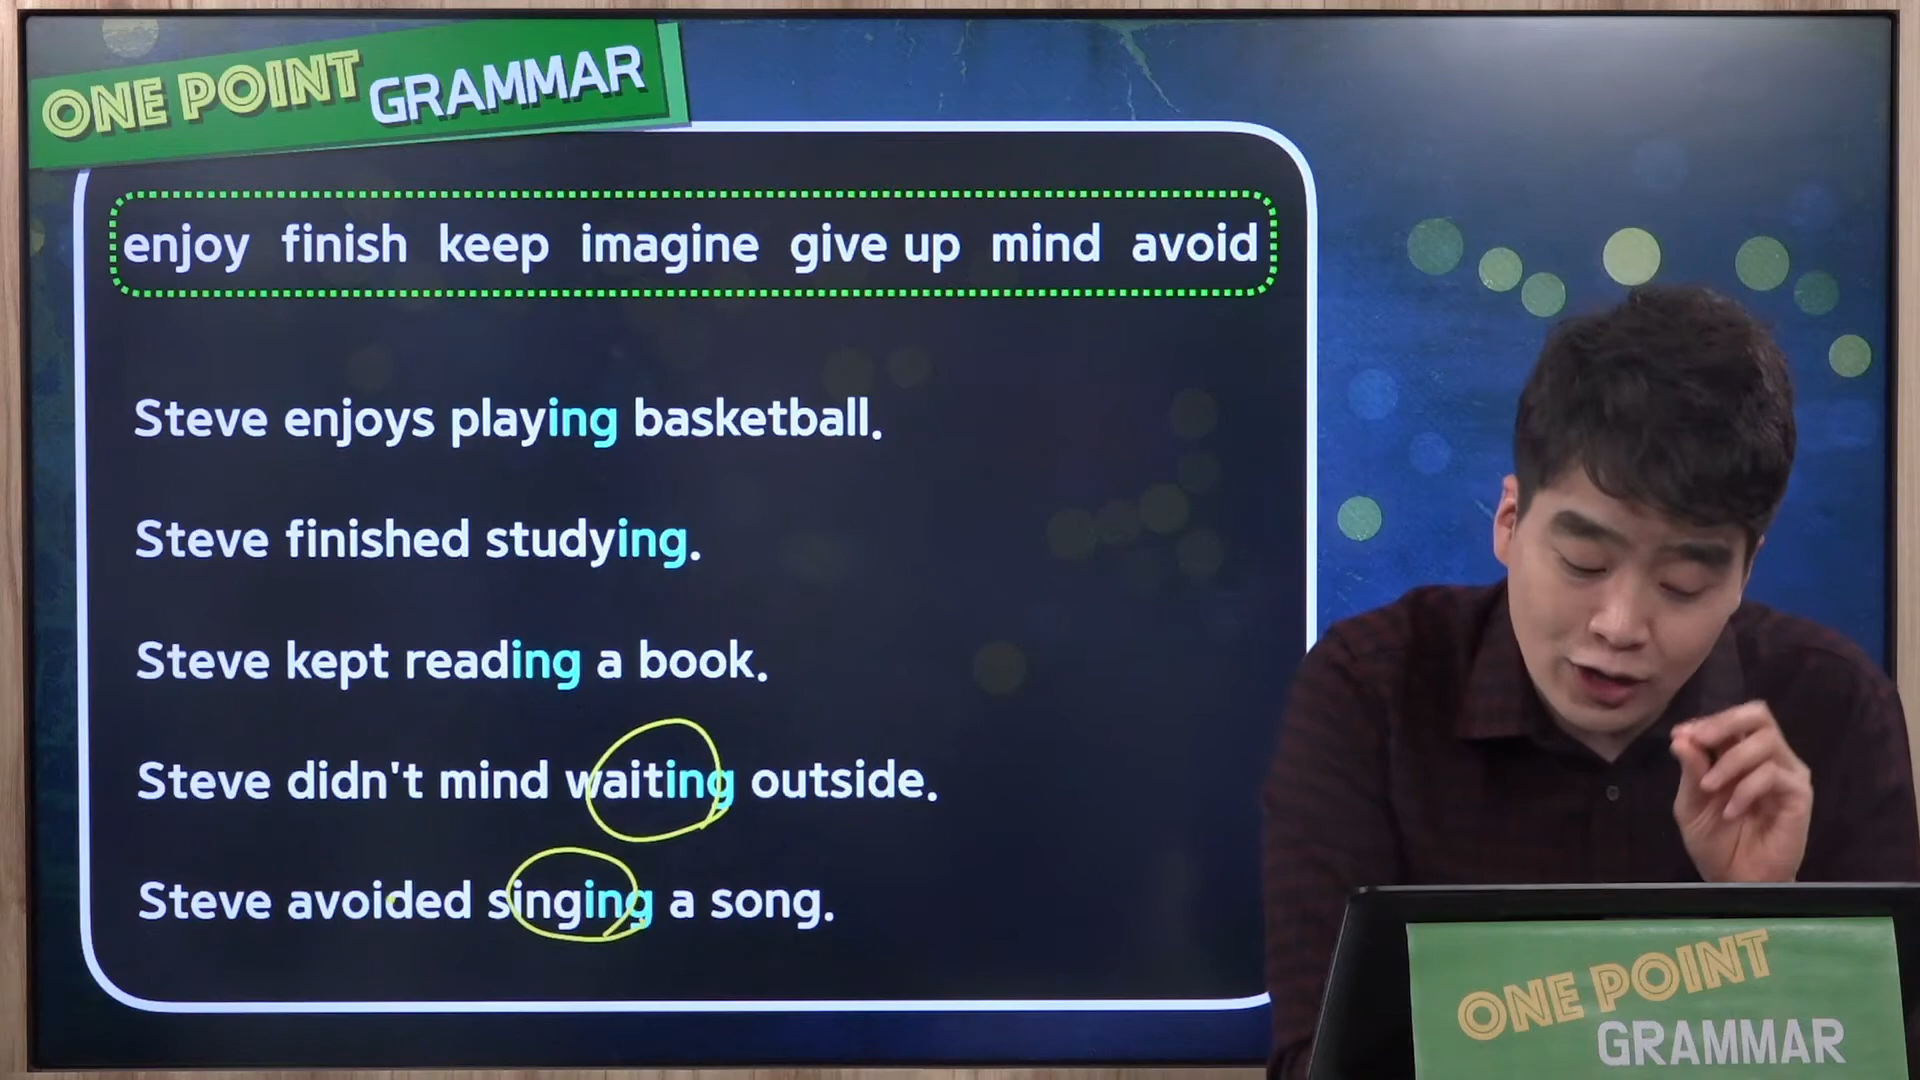 ONE POINT GRAMMAR
enjoy finish keep imagine give up mind avoid
Steve enjoys playing basketball.
Steve finished studying.
Steve kept reading a book.
Steve didn't mind waiting outside.
Steve avoided singing a song.
ONE POINT
GRAMMAR